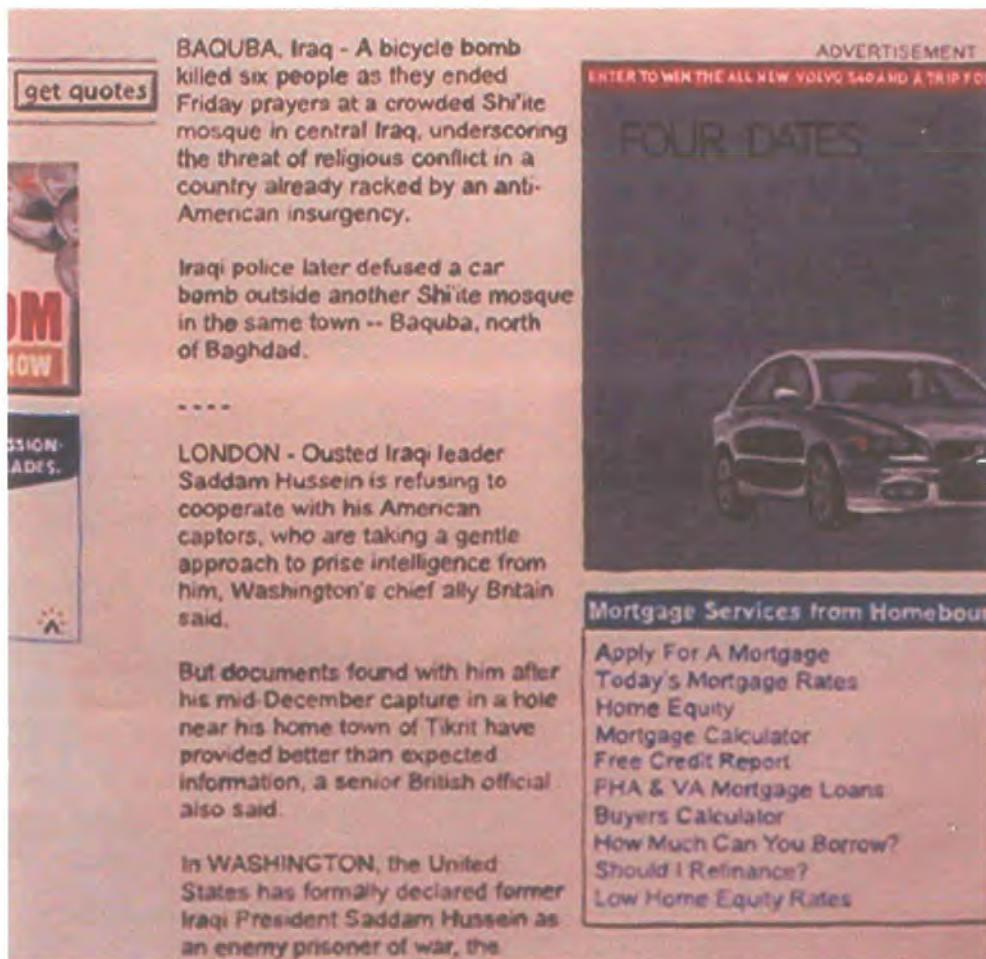 get quotes
OM
NOW
SSION-
ADES.
BAQUBA, Iraq - A bicycle bomb
killed six people as they ended
Friday prayers at a crowded Shi'ite
mosque in central Iraq, underscoring
the threat of religious conflict in a
country already racked by an anti-
American insurgency.
Iraqi police later defused a car
bomb outside another Shi'ite mosque
in the same town -- Baquba, north
of Baghdad.
- - - -
LONDON - Ousted Iraqi leader
Saddam Hussein is refusing to
cooperate with his American
captors, who are taking a gentle
approach to prise intelligence from
him, Washington's chief ally Britain
said.
But documents found with him after
his mid-December capture in a hole
near his home town of Tikrit have
provided better than expected
information, a senior British official
also said.
In WASHINGTON, the United
States has formally declared former
Iraqi President Saddam Hussein as
an enemy prisoner of war, the
ADVERTISEMENT
ENTER TO WIN THE ALL NEW VOLVO S40 AND A TRIP FO
FOUR DATES
Mortgage Services from Homebou
Apply For A Mortgage
Today's Mortgage Rates
Home Equity
Mortgage Calculator
Free Credit Report
FHA & VA Mortgage Loans
Buyers Calculator
How Much Can You Borrow?
Should I Refinance?
Low Home Equity Rates